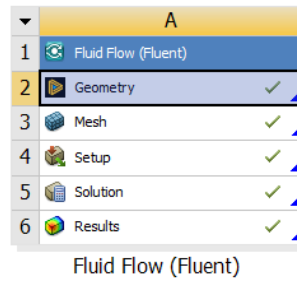 A
1 Fluid Flow (Fluent)
2 Geometry
3 Mesh
4 Setup
5 Solution
6 Results
Fluid Flow (Fluent)